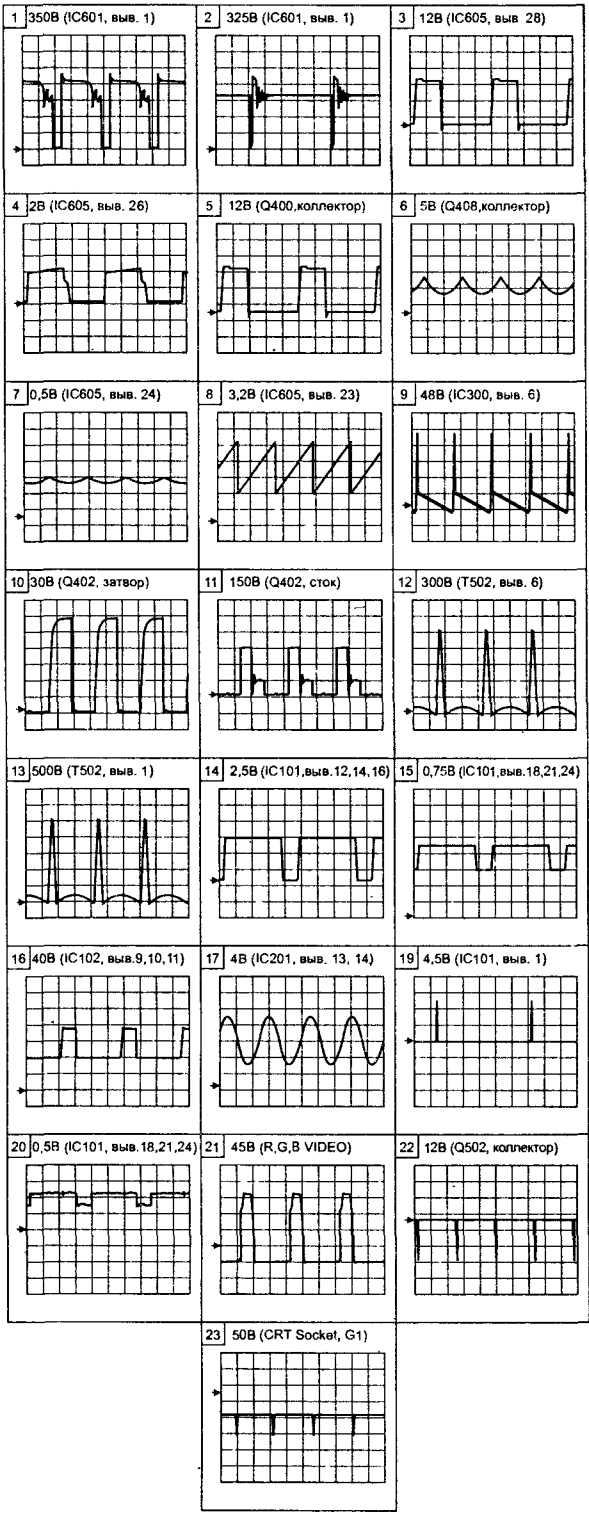 1 350В (IC601, выв. 1)
2 325В (IC601, выв. 1)
3 12В (IC605, выв 28)
4 2В (IC605, выв. 26)
5 12В (Q400,коллектор)
6 5В (Q408,коллектор)
7 0,5В (IC605, выв. 24)
8 3,2В (IC605, выв. 23)
9 48В (IC300, выв. 6)
10 30В (Q402, затвор)
11 150В (Q402, сток)
12 300В (T502, выв. 6)
13 500В (T502, выв. 1)
14 2,5В (IC101,выв.12,14,16)
15 0,75В (IC101,выв.18,21,24)
16 40В (IC102, выв.9,10,11)
17 4В (IC201, выв. 13, 14)
19 4,5В (IC101, выв. 1)
20 0,5В (IC101, выв.18,21,24)
21 45В (R,G,B VIDEO)
22 12В (Q502, коллектор)
23 50В (CRT Socket, G1)